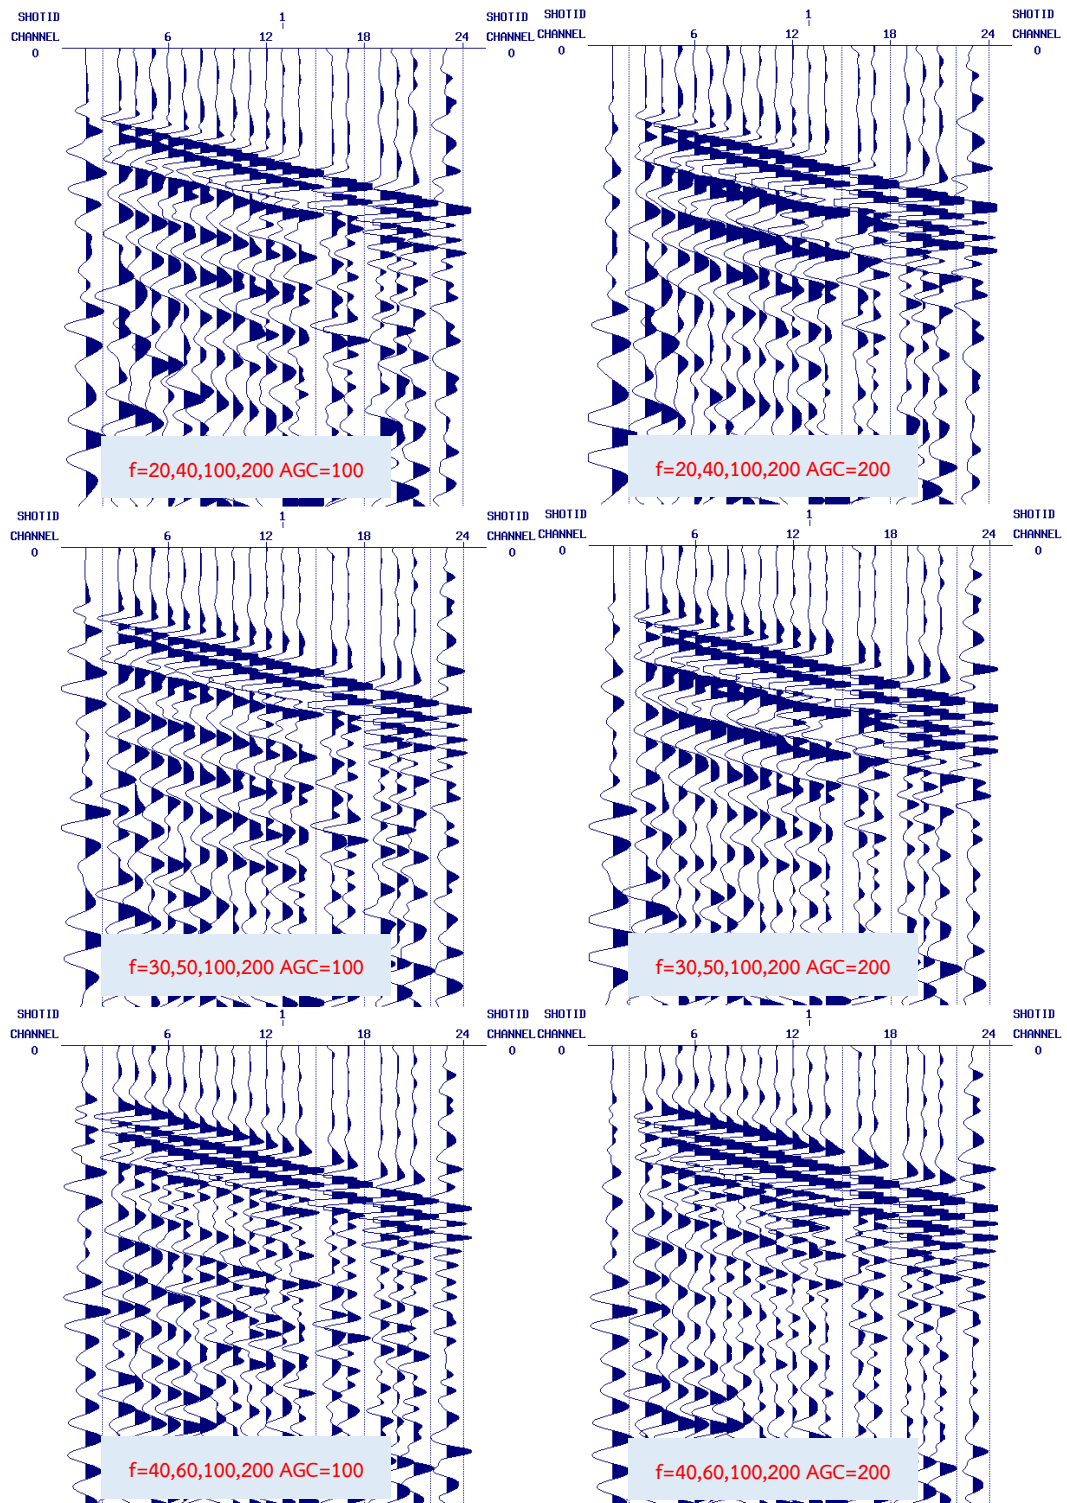 SHOTID 1 SHOTID SHOTID 1 SHOTID
CHANNEL 6 12 18 24 CHANNEL CHANNEL 6 12 18 24 CHANNEL
0 0 0 0
f=20,40,100,200 AGC=100 f=20,40,100,200 AGC=200
SHOTID 1 SHOTID SHOTID 1 SHOTID
CHANNEL 6 12 18 24 CHANNEL CHANNEL 6 12 18 24 CHANNEL
0 0 0 0
f=30,50,100,200 AGC=100 f=30,50,100,200 AGC=200
SHOTID 1 SHOTID SHOTID 1 SHOTID
CHANNEL 6 12 18 24 CHANNEL CHANNEL 6 12 18 24 CHANNEL
0 0 0 0
f=40,60,100,200 AGC=100 f=40,60,100,200 AGC=200